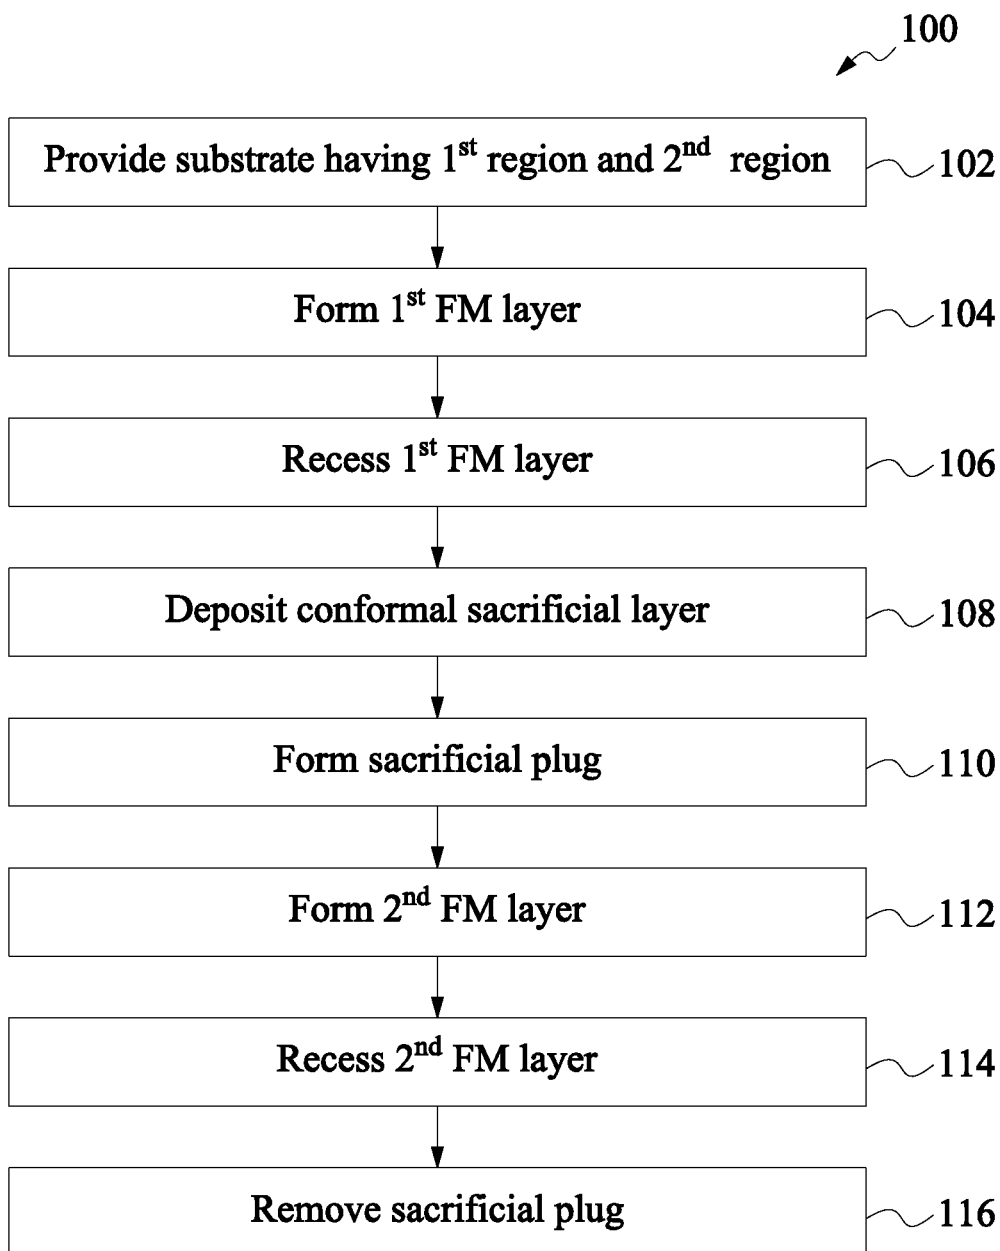 100
Provide substrate having 1st region and 2nd region
102
Form 1st FM layer
104
Recess 1st FM layer
106
Deposit conformal sacrificial layer
108
Form sacrificial plug
110
Form 2nd FM layer
112
Recess 2nd FM layer
114
Remove sacrificial plug
116